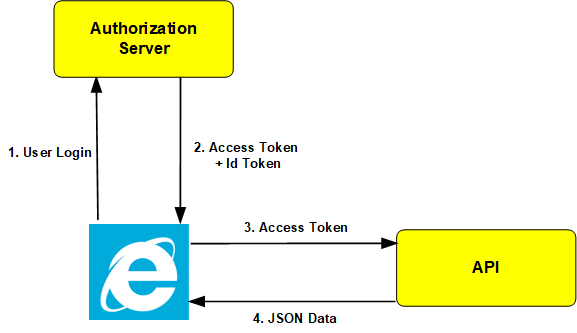 Authorization
Server
1. User Login
2. Access Token
+ Id Token
3. Access Token
API
4. JSON Data